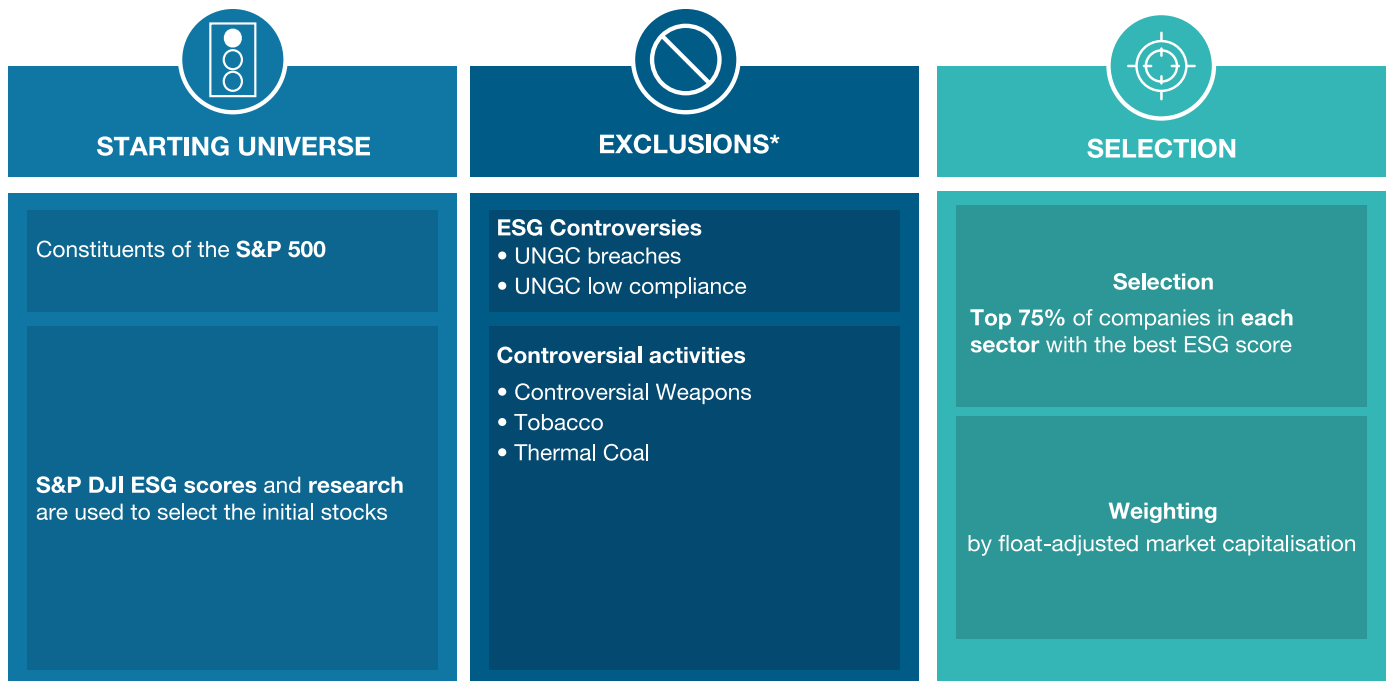 STARTING UNIVERSE
Constituents of the S&P 500
S&P DJI ESG scores and research
are used to select the initial stocks
EXCLUSIONS*
ESG Controversies
• UNGC breaches
• UNGC low compliance
Controversial activities
• Controversial Weapons
• Tobacco
• Thermal Coal
SELECTION
Selection
Top 75% of companies in each
sector with the best ESG score
Weighting
by float-adjusted market capitalisation